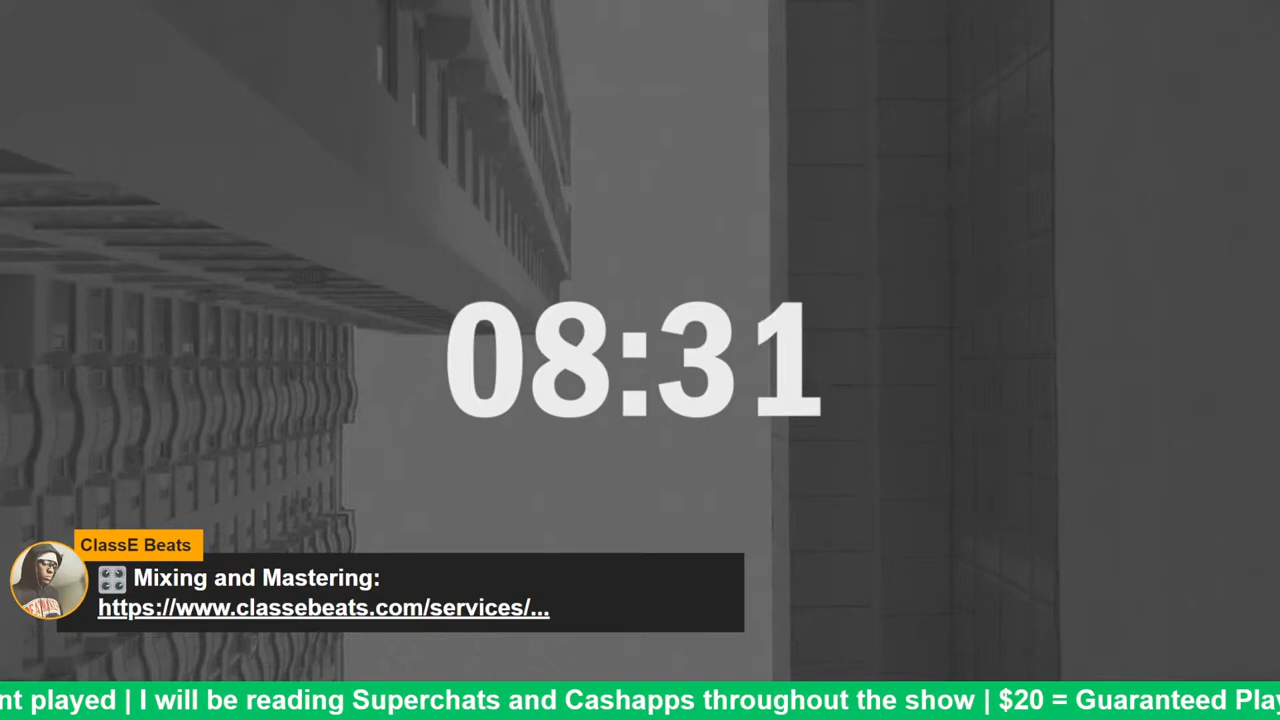 08:31
ClassE Beats
🎛️ Mixing and Mastering:
https://www.classebeats.com/services/...
nt played | I will be reading Superchats and Cashapps throughout the show | $20 = Guaranteed Play